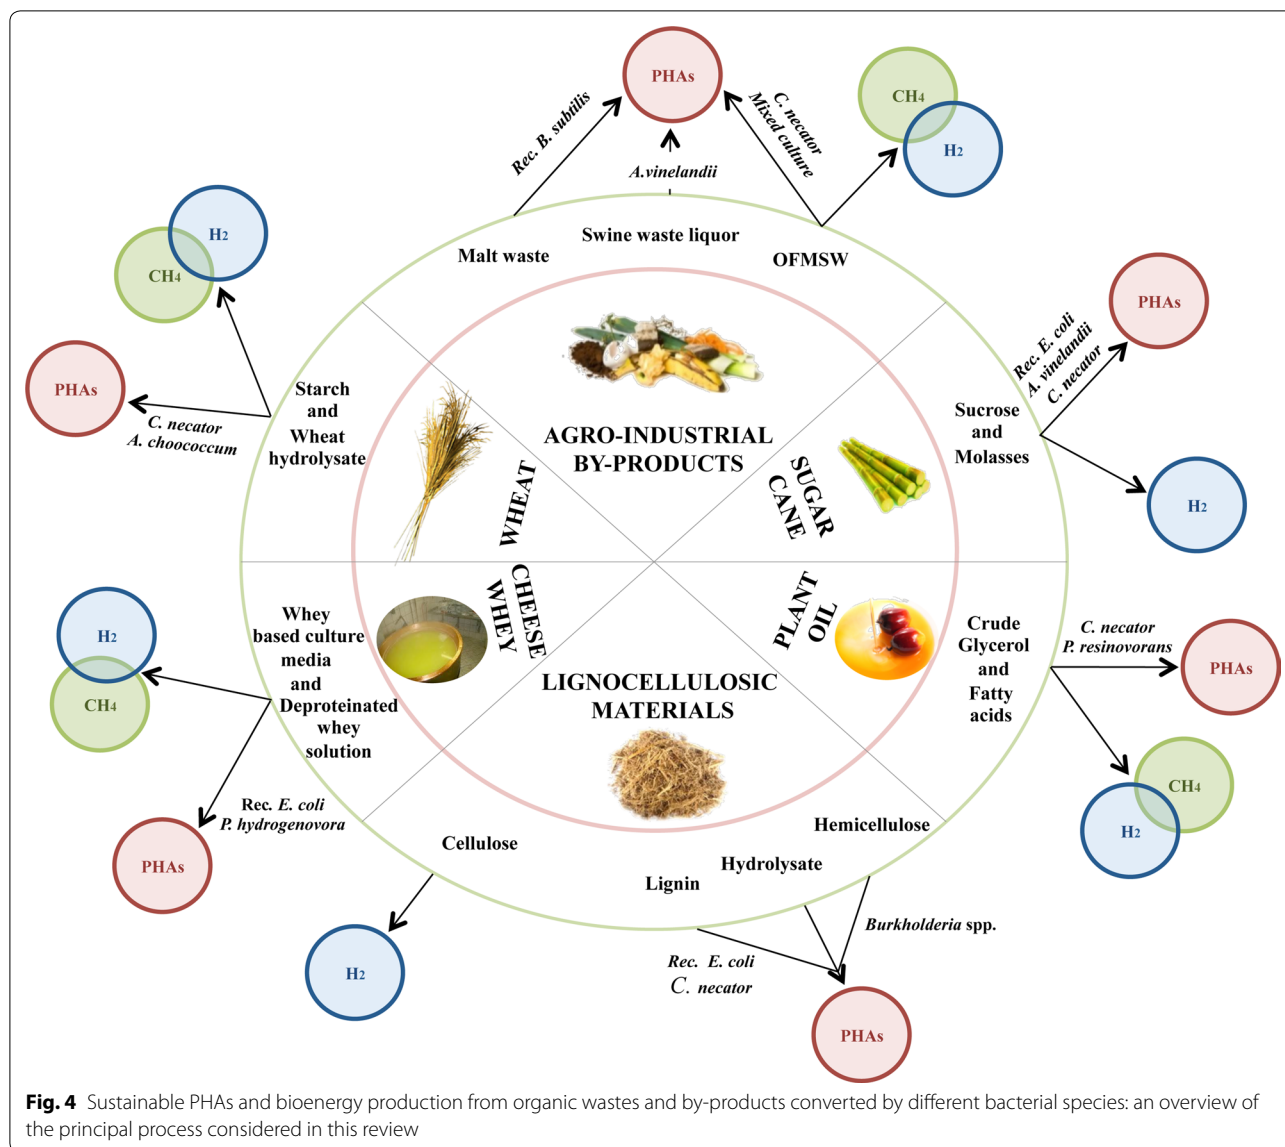 PHAs
CH4
H2
Rec. B. subtilis
A.vinelandii
C. necator
Mixed culture
Malt waste
Swine waste liquor
OFMSW
H2
CH4
PHAs
C. necator
A. choococcum
Starch
and
Wheat
hydrolysate
PHAs
Rec. E. coli
A. vinelandii
C. necator
H2
Sucrose
and
Molasses
AGRO-INDUSTRIAL
BY-PRODUCTS
WHEAT
SUGAR
CANE
CHEESE
WHEY
PLANT
OIL
LIGNOCELLULOSIC
MATERIALS
Whey
based culture
media
and
Deproteinated
whey
solution
H2
CH4
Rec. E. coli
P. hydrogenovora
PHAs
Crude
Glycerol
and
Fatty
acids
C. necator
P. resinovorans
PHAs
CH4
H2
Cellulose
Lignin
Hydrolysate
Hemicellulose
H2
Rec. E. coli
C. necator
Burkholderia spp.
PHAs
Fig. 4 Sustainable PHAs and bioenergy production from organic wastes and by-products converted by different bacterial species: an overview of
the principal process considered in this review